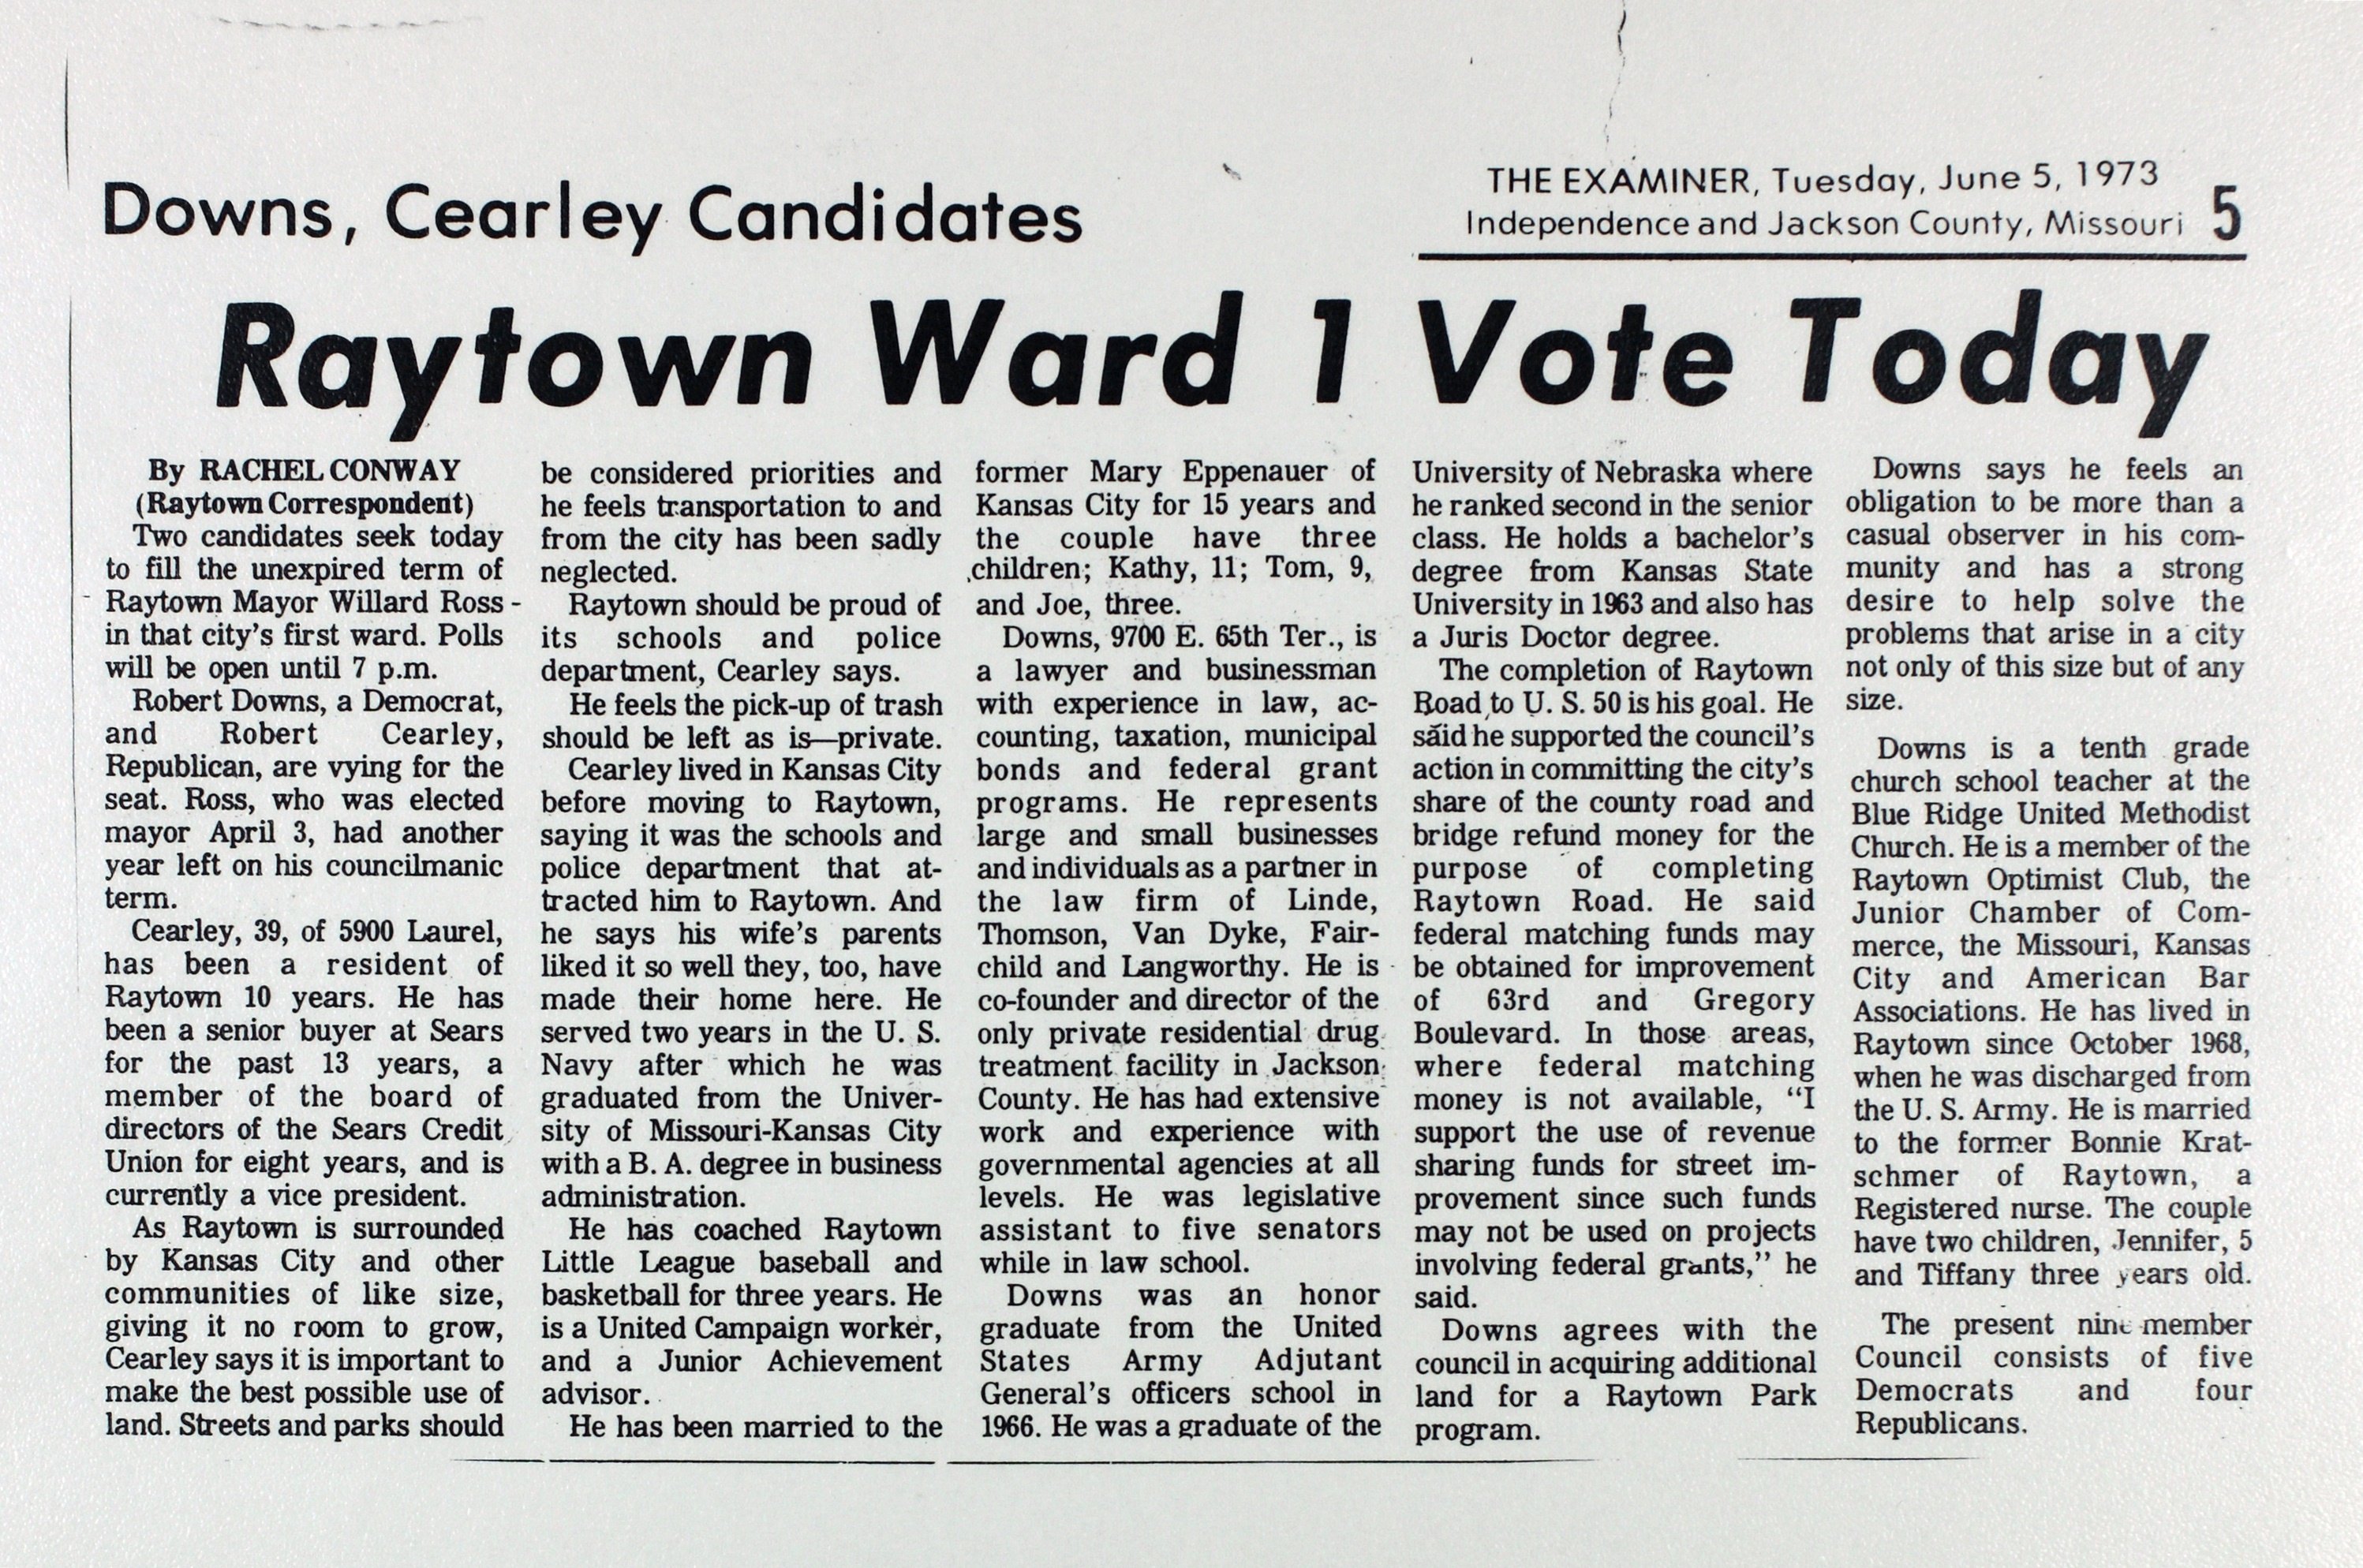 Downs, Cearley Candidates
THE EXAMINER, Tuesday, June 5, 1973
Independence and Jackson County, Missouri 5
Raytown Ward 1 Vote Today
By RACHEL CONWAY
(Raytown Correspondent)
Two candidates seek today
to fill the unexpired term of
Raytown Mayor Willard Ross -
in that city's first ward. Polls
will be open until 7 p.m.
Robert Downs, a Democrat,
and Robert Cearley,
Republican, are vying for the
seat. Ross, who was elected
mayor April 3, had another
year left on his councilmanic
term.
Cearley, 39, of 5900 Laurel,
has been a resident of
Raytown 10 years. He has
been a senior buyer at Sears
for the past 13 years, a
member of the board of
directors of the Sears Credit
Union for eight years, and is
currently a vice president.
As Raytown is surrounded
by Kansas City and other
communities of like size,
giving it no room to grow,
Cearley says it is important to
make the best possible use of
land. Streets and parks should
be considered priorities and
he feels transportation to and
from the city has been sadly
neglected.
Raytown should be proud of
its schools and police
department, Cearley says.
He feels the pick-up of trash
should be left as is—private.
Cearley lived in Kansas City
before moving to Raytown,
saying it was the schools and
police department that at-
tracted him to Raytown. And
he says his wife's parents
liked it so well they, too, have
made their home here. He
served two years in the U. S.
Navy after which he was
graduated from the Univer-
sity of Missouri-Kansas City
with a B. A. degree in business
administration.
He has coached Raytown
Little League baseball and
basketball for three years. He
is a United Campaign worker,
and a Junior Achievement
advisor.
He has been married to the
former Mary Eppenauer of
Kansas City for 15 years and
the couple have three
children; Kathy, 11; Tom, 9,
and Joe, three.
Downs, 9700 E. 65th Ter., is
a lawyer and businessman
with experience in law, ac-
counting, taxation, municipal
bonds and federal grant
programs. He represents
large and small businesses
and individuals as a partner in
the law firm of Linde,
Thomson, Van Dyke, Fair-
child and Langworthy. He is
co-founder and director of the
only private residential drug
treatment facility in Jackson
County. He has had extensive
work and experience with
governmental agencies at all
levels. He was legislative
assistant to five senators
while in law school.
Downs was an honor
graduate from the United
States Army Adjutant
General's officers school in
1966. He was a graduate of the
University of Nebraska where
he ranked second in the senior
class. He holds a bachelor's
degree from Kansas State
University in 1963 and also has
a Juris Doctor degree.
The completion of Raytown
Road to U. S. 50 is his goal. He
said he supported the council's
action in committing the city's
share of the county road and
bridge refund money for the
purpose of completing
Raytown Road. He said
federal matching funds may
be obtained for improvement
of 63rd and Gregory
Boulevard. In those areas,
where federal matching
money is not available, "I
support the use of revenue
sharing funds for street im-
provement since such funds
may not be used on projects
involving federal grants," he
said.
Downs agrees with the
council in acquiring additional
land for a Raytown Park
program.
Downs says he feels an
obligation to be more than a
casual observer in his com-
munity and has a strong
desire to help solve the
problems that arise in a city
not only of this size but of any
size.
Downs is a tenth grade
church school teacher at the
Blue Ridge United Methodist
Church. He is a member of the
Raytown Optimist Club, the
Junior Chamber of Com-
merce, the Missouri, Kansas
City and American Bar
Associations. He has lived in
Raytown since October 1968,
when he was discharged from
the U. S. Army. He is married
to the former Bonnie Krat-
schmer of Raytown, a
Registered nurse. The couple
have two children, Jennifer, 5
and Tiffany three years old.
The present nine member
Council consists of five
Democrats and four
Republicans.